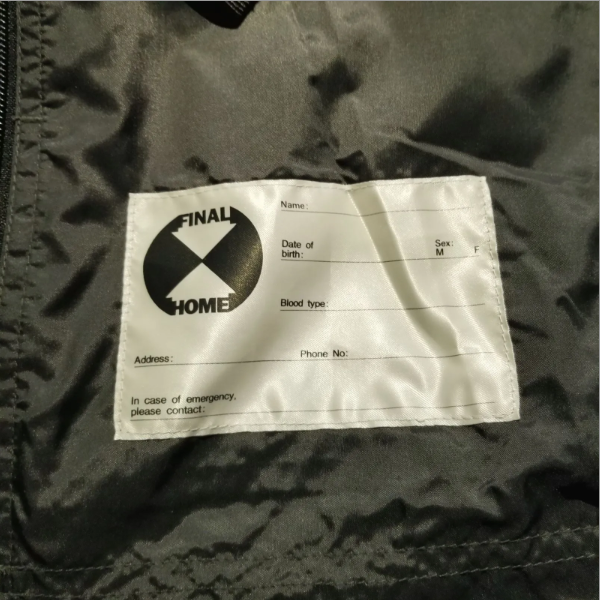 FINAL
HOME
Name:
Date of
birth:
Sex:
M F
Blood type:
Address: Phone No:
In case of emergency,
please contact: